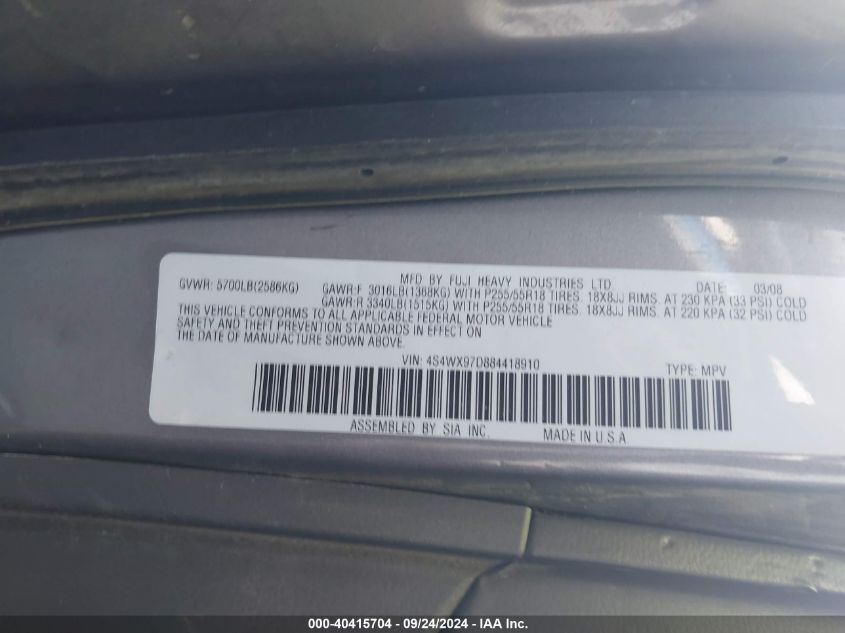 MFD BY FUJI HEAVY INDUSTRIES LTD. DATE: 03/08
GVWR: 5700LB(2586KG) GAWR:F 3016LB(1368KG) WITH P255/55R18 TIRES. 18X8JJ RIMS. AT 230 KPA (33 PSI) COLD
GAWR:R 3340LB(1515KG) WITH P255/55R18 TIRES. 18X8JJ RIMS. AT 220 KPA (32 PSI) COLD
THIS VEHICLE CONFORMS TO ALL APPLICABLE FEDERAL MOTOR VEHICLE
SAFETY AND THEFT PREVENTION STANDARDS IN EFFECT ON
THE DATE OF MANUFACTURE SHOWN ABOVE.
VIN: 4S4WX97D884418910 TYPE: MPV
ASSEMBLED BY SIA INC. MADE IN U.S.A.
000-40415704 - 09/24/2024 - IAA Inc.